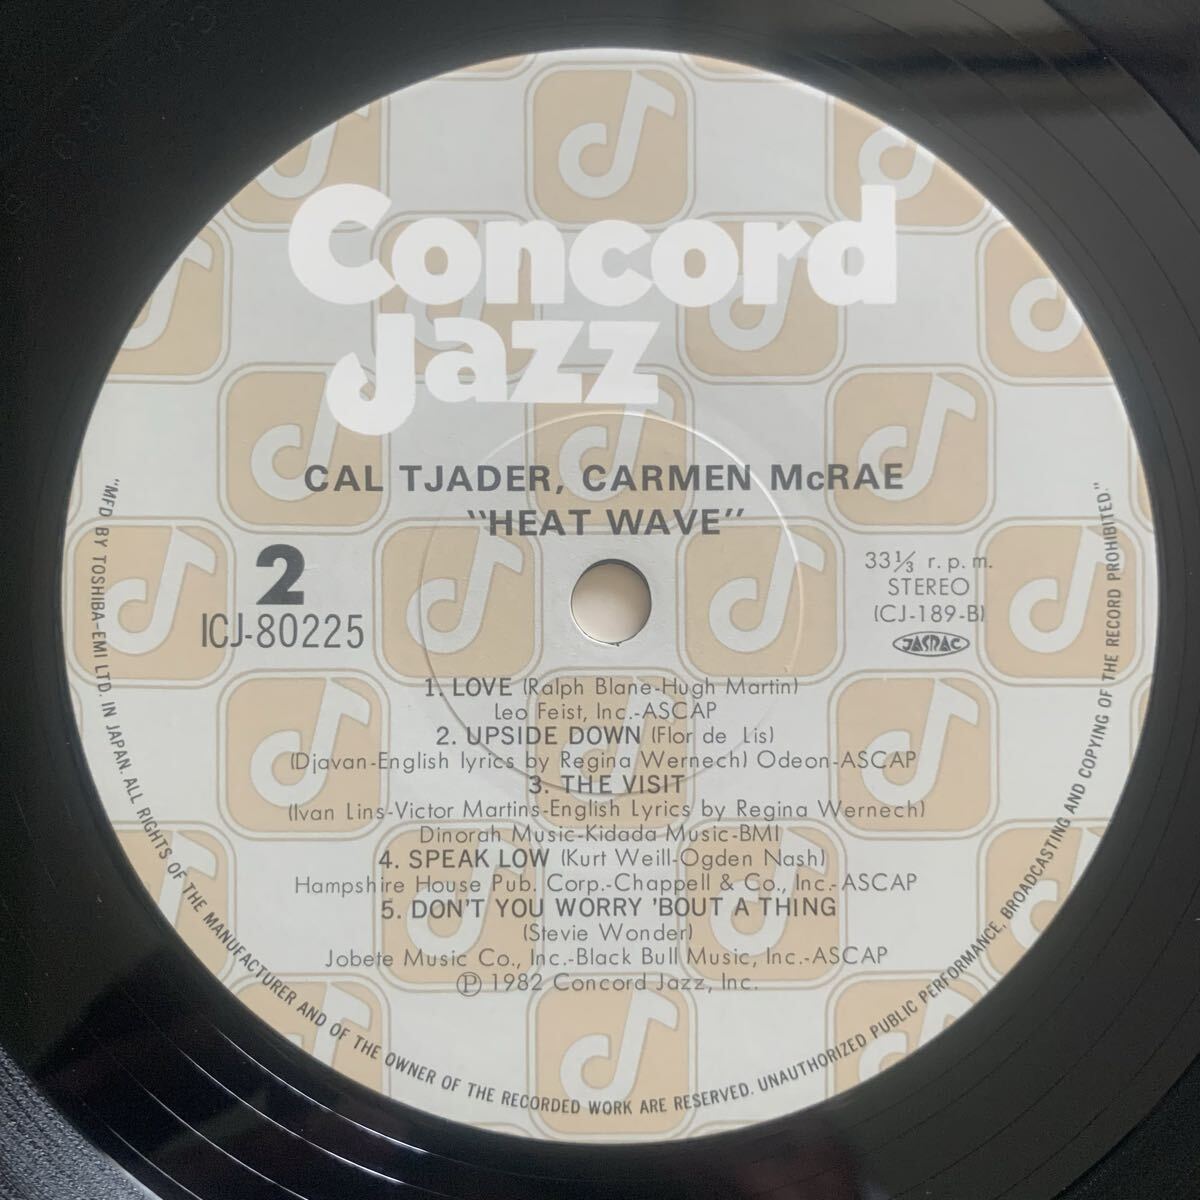 Concord
Jazz
CAL TJADER, CARMEN McRAE
"HEAT WAVE"
2
ICJ-80225
33⅓ r.p.m.
STEREO
(CJ-189-B)
JASRAC
1. LOVE (Ralph Blane-Hugh Martin)
Leo Feist, Inc.-ASCAP
2. UPSIDE DOWN (Flor de Lis)
(Djavan-English lyrics by Regina Wernech) Odeon-ASCAP
3. THE VISIT
(Ivan Lins-Victor Martins-English Lyrics by Regina Wernech)
Dinorah Music-Kidada Music-BMI
4. SPEAK LOW (Kurt Weill-Ogden Nash)
Hampshire House Pub. Corp.-Chappell & Co., Inc.-ASCAP
5. DON'T YOU WORRY 'BOUT A THING
(Stevie Wonder)
Jobete Music Co., Inc.-Black Bull Music, Inc.-ASCAP
Ⓟ 1982 Concord Jazz, Inc.
"MFD BY TOSHIBA-EMI LTD. IN JAPAN. ALL RIGHTS OF THE MANUFACTURER AND OF THE OWNER OF THE RECORDED WORK ARE RESERVED. UNAUTHORIZED PUBLIC PERFORMANCE, BROADCASTING AND COPYING OF THE RECORD PROHIBITED."